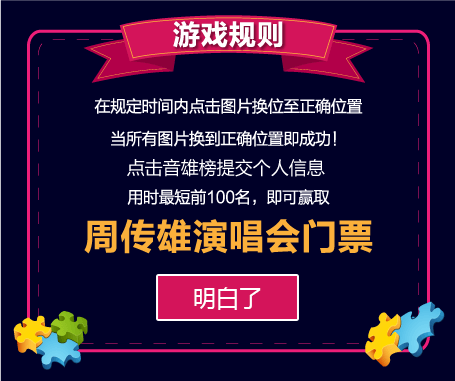 游戏规则
在规定时间内点击图片换位至正确位置
当所有图片换到正确位置即成功！
点击音雄榜提交个人信息
用时最短前100名，即可赢取
周传雄演唱会门票
明白了